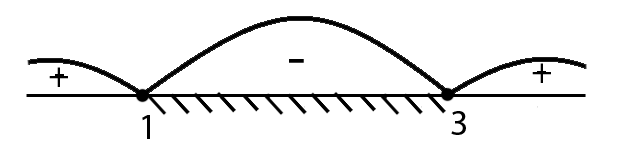 + - +
1 3